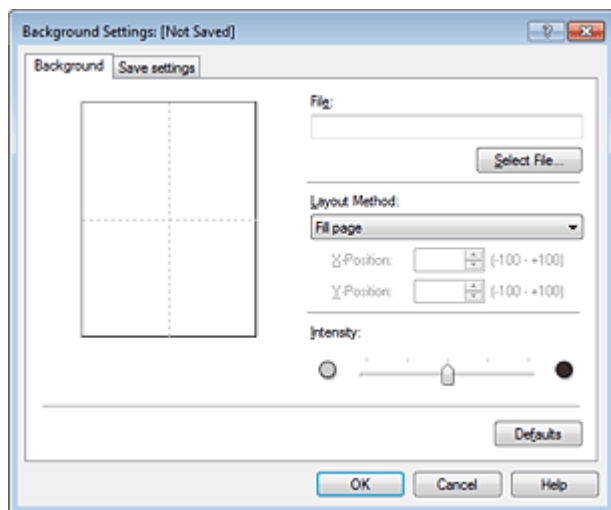 Background Settings: [Not Saved]
Background
Save settings
File:
Select File...
Layout Method:
Fill page
X-Position: (-100 - +100)
Y-Position: (-100 - +100)
Intensity:
Defaults
OK
Cancel
Help